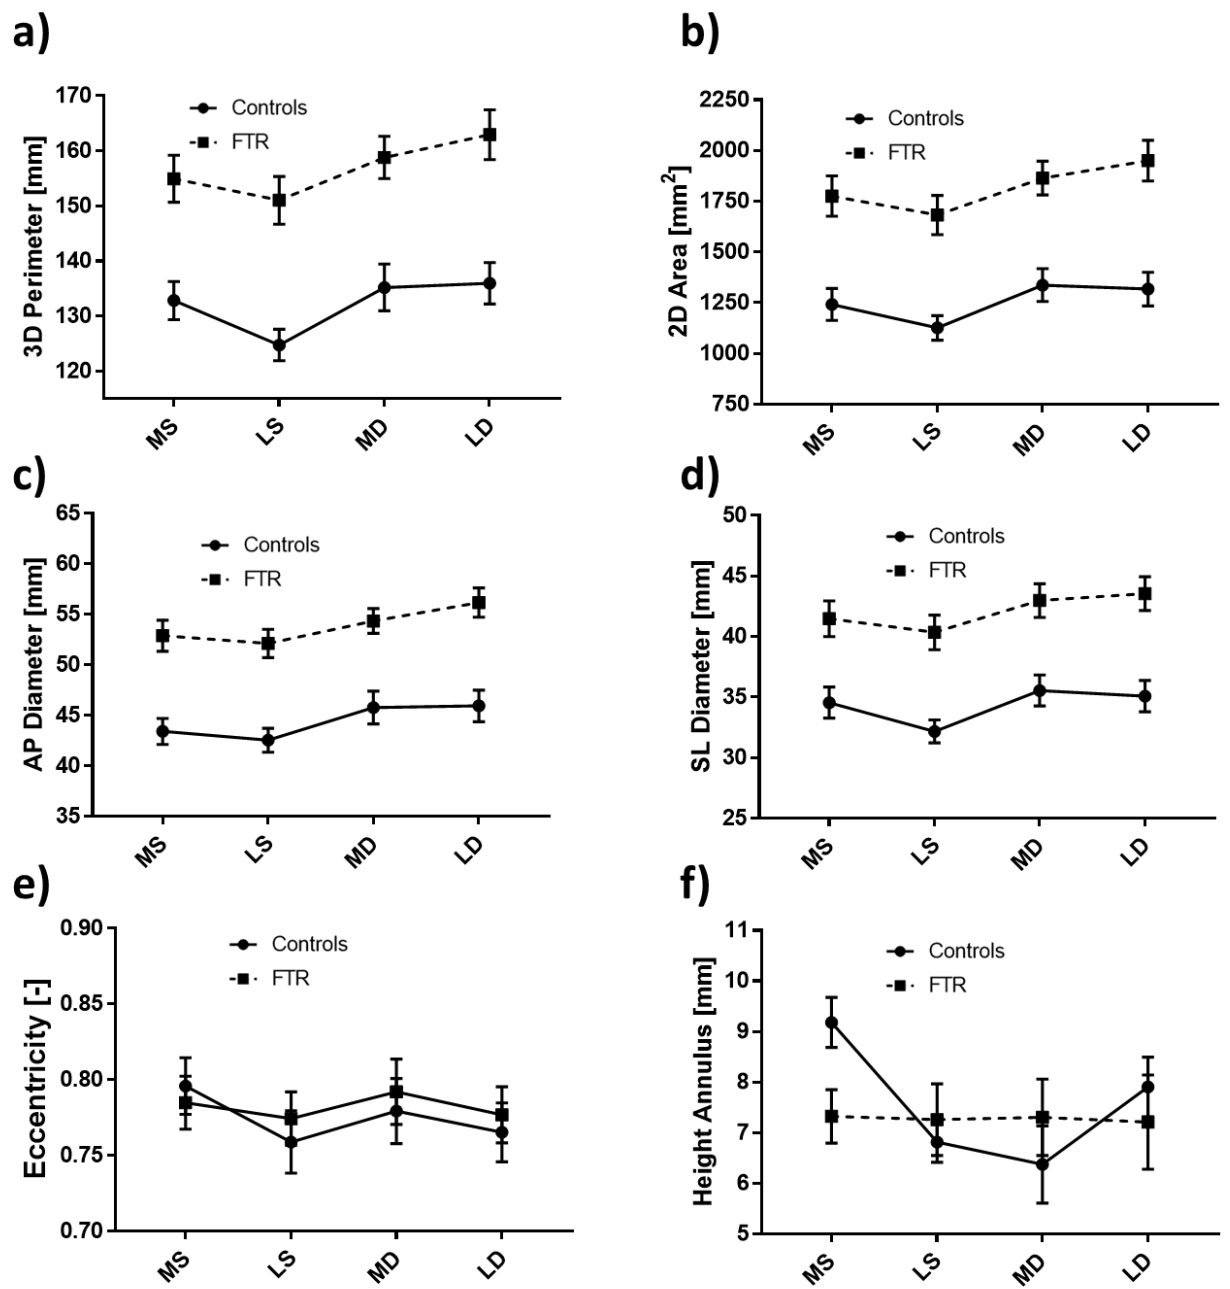 a)
3D Perimeter [mm]
170
160
150
140
130
120
Controls
FTR
MS
LS
MD
LD
b)
2D Area [mm²]
2250
2000
1750
1500
1250
1000
750
Controls
FTR
MS
LS
MD
LD
c)
AP Diameter [mm]
65
60
55
50
45
40
35
Controls
FTR
MS
LS
MD
LD
d)
SL Diameter [mm]
50
45
40
35
30
25
Controls
FTR
MS
LS
MD
LD
e)
Eccentricity [-]
0.90
0.85
0.80
0.75
0.70
Controls
FTR
MS
LS
MD
LD
f)
Height Annulus [mm]
11
10
9
8
7
6
5
Controls
FTR
MS
LS
MD
LD